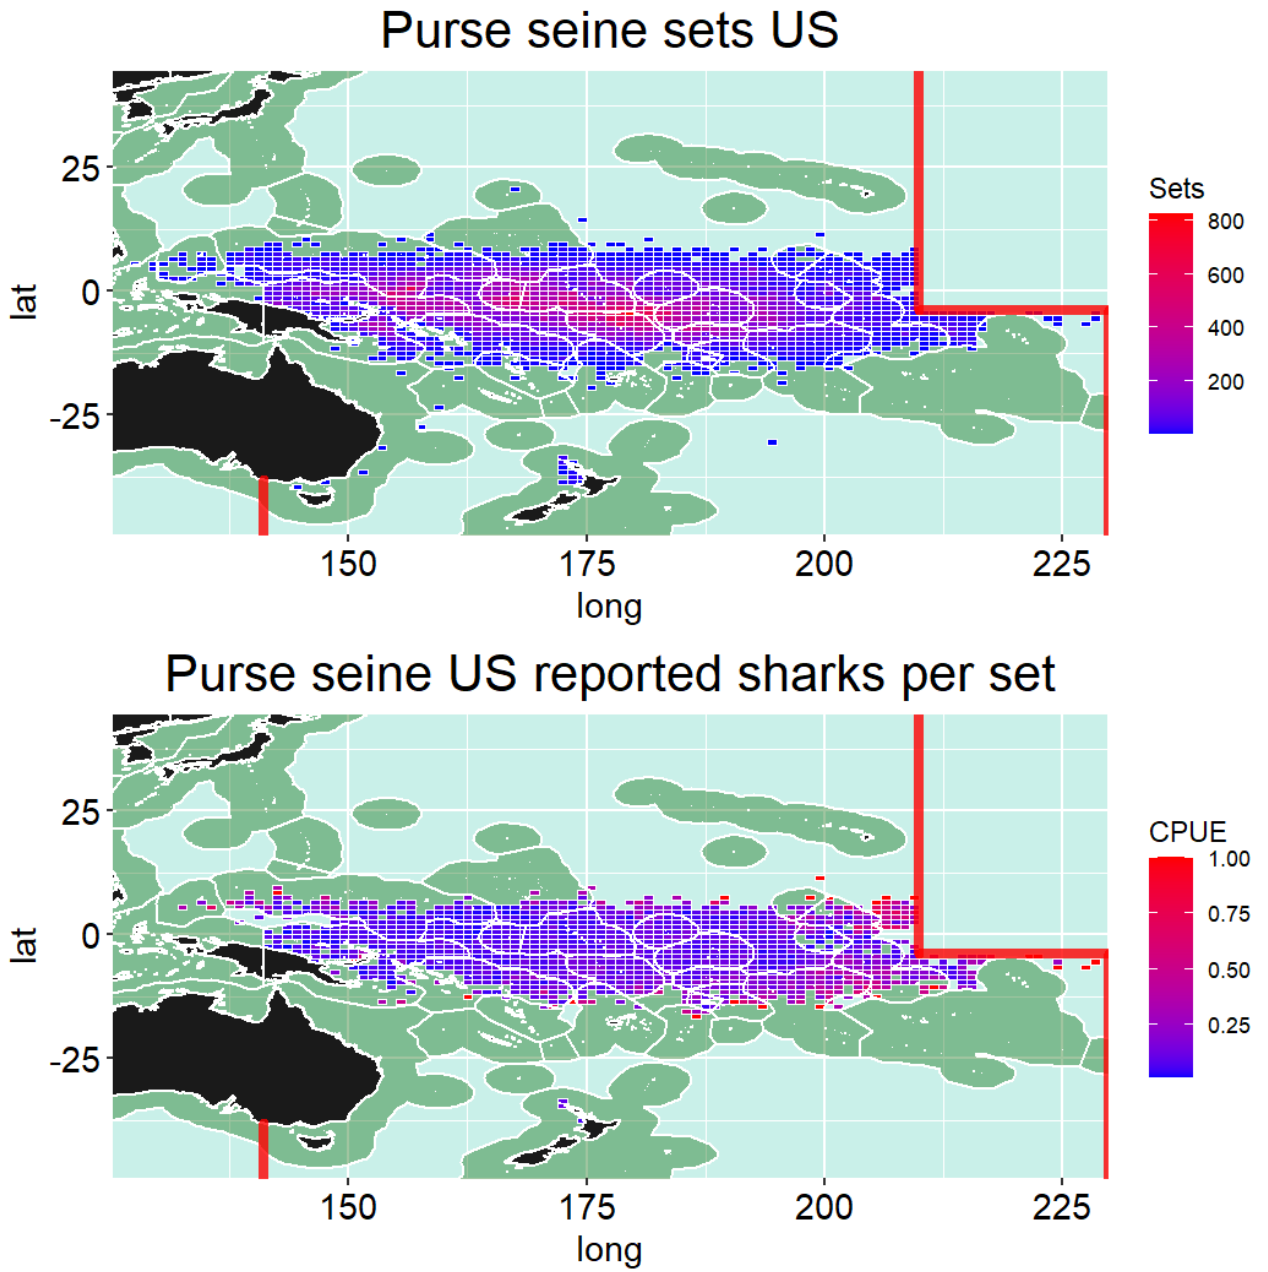 Purse seine sets US
lat
25
0
-25
150 175 200 225
long
Sets
800
600
400
200
Purse seine US reported sharks per set
lat
25
0
-25
150 175 200 225
long
CPUE
1.00
0.75
0.50
0.25